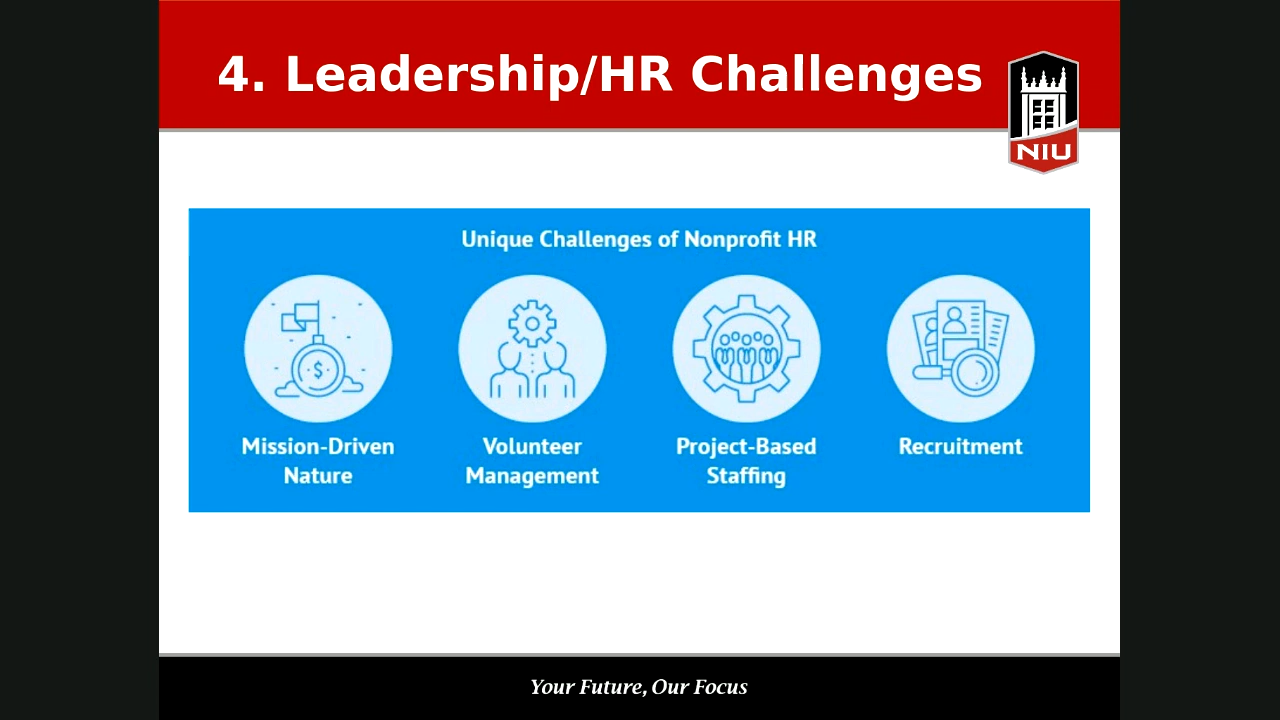 4. Leadership/HR Challenges
NIU
Unique Challenges of Nonprofit HR
$
Mission-Driven
Nature
Volunteer
Management
Project-Based
Staffing
Recruitment
Your Future, Our Focus